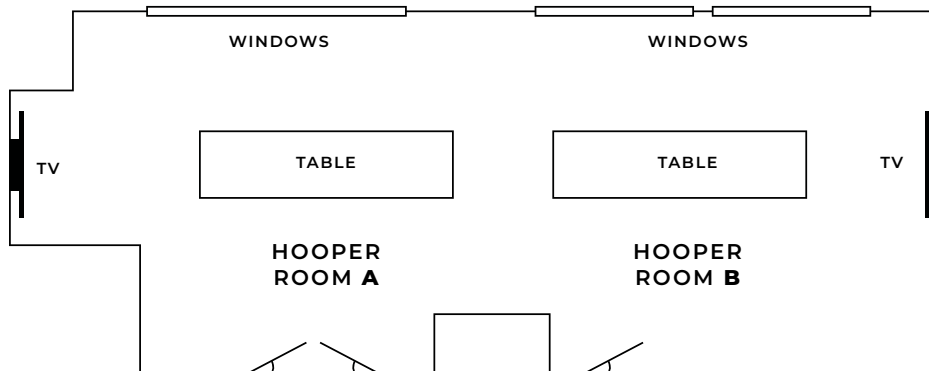 WINDOWS
WINDOWS
TV
TABLE
TABLE
TV
HOOPER
ROOM A
HOOPER
ROOM B